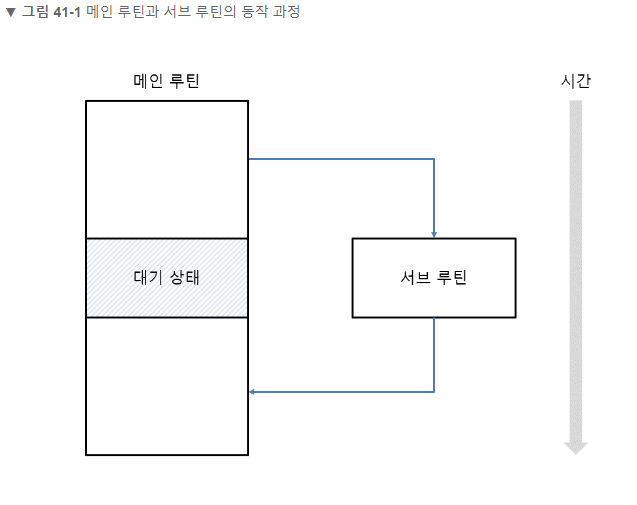 ▼ 그림 41-1 메인 루틴과 서브 루틴의 동작 과정
메인 루틴
시간
대기 상태
서브 루틴